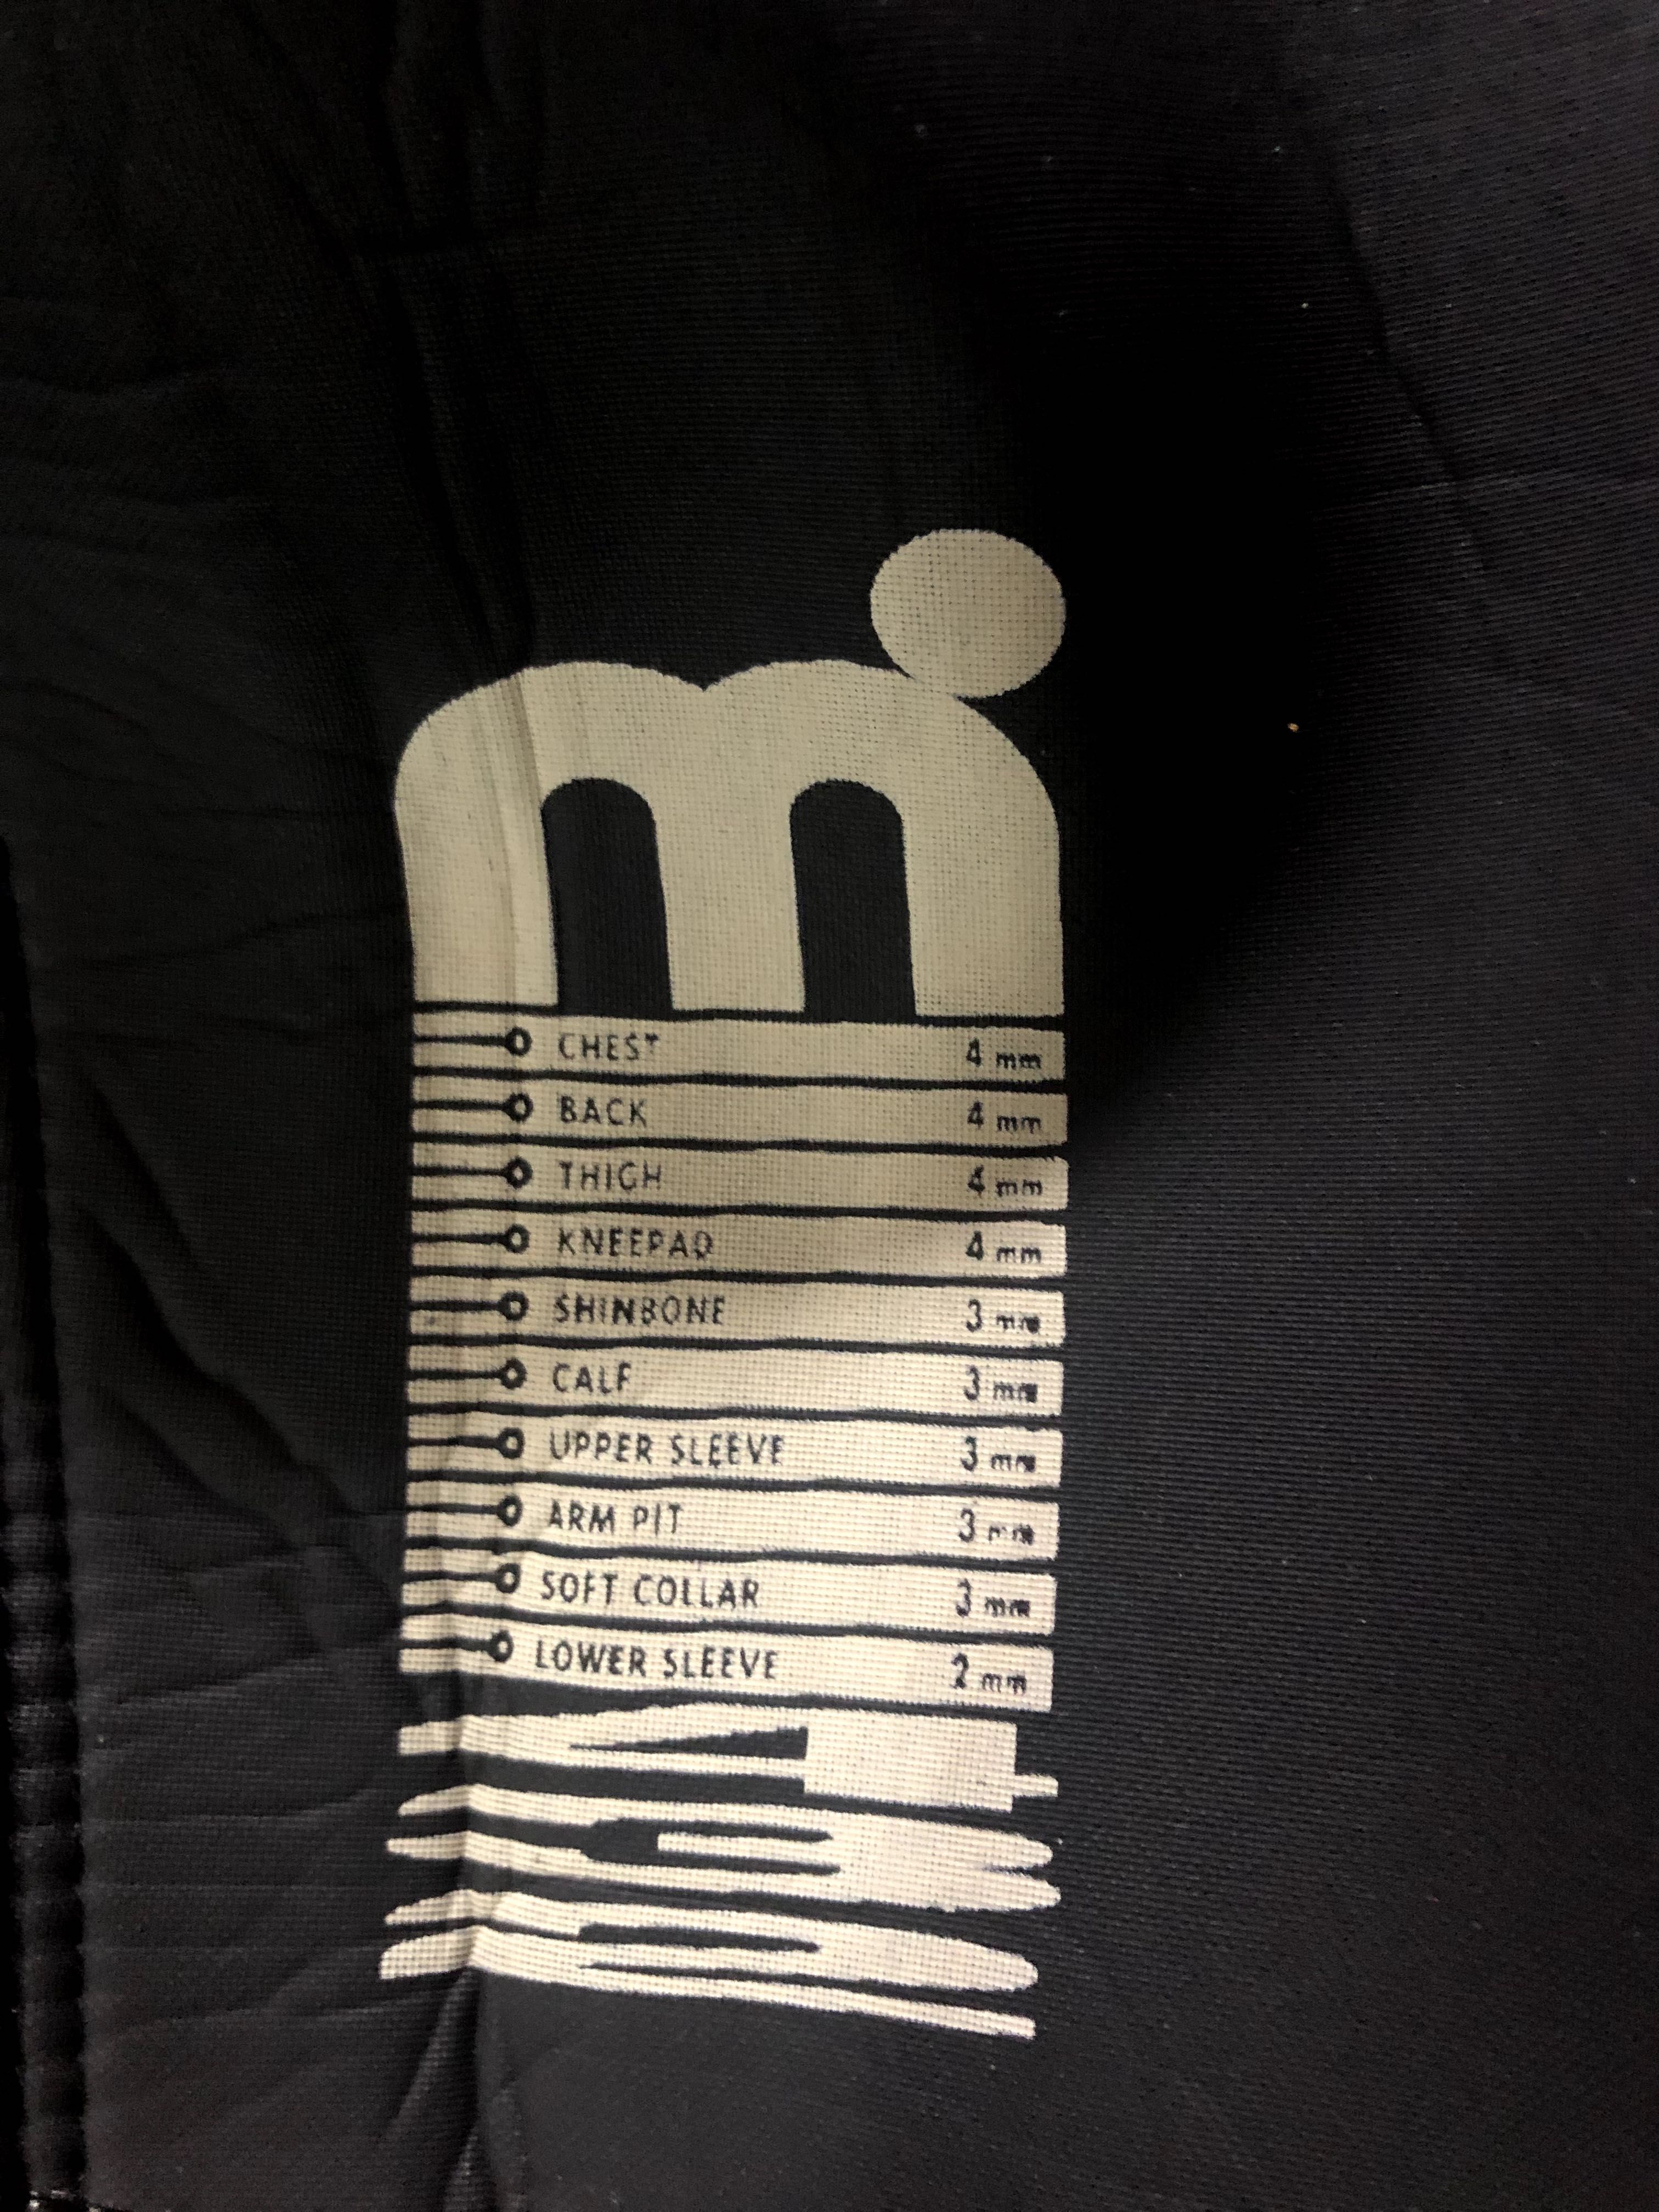 m
CHEST 4 mm
BACK 4 mm
THIGH 4 mm
KNEEPAD 4 mm
SHINBONE 3 mm
CALF 3 mm
UPPER SLEEVE 3 mm
ARM PIT 3 mm
SOFT COLLAR 3 mm
LOWER SLEEVE 2 mm